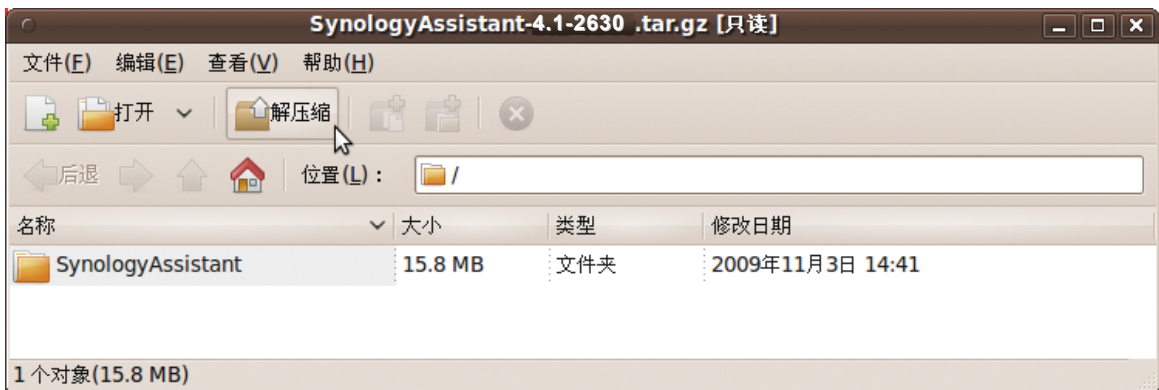 SynologyAssistant-4.1-2630 .tar.gz [只读]
文件(F) 编辑(E) 查看(V) 帮助(H)
打开 解压缩
后退 位置(L)： /
名称 大小 类型 修改日期
SynologyAssistant 15.8 MB 文件夹 2009年11月3日 14:41
1 个对象(15.8 MB)